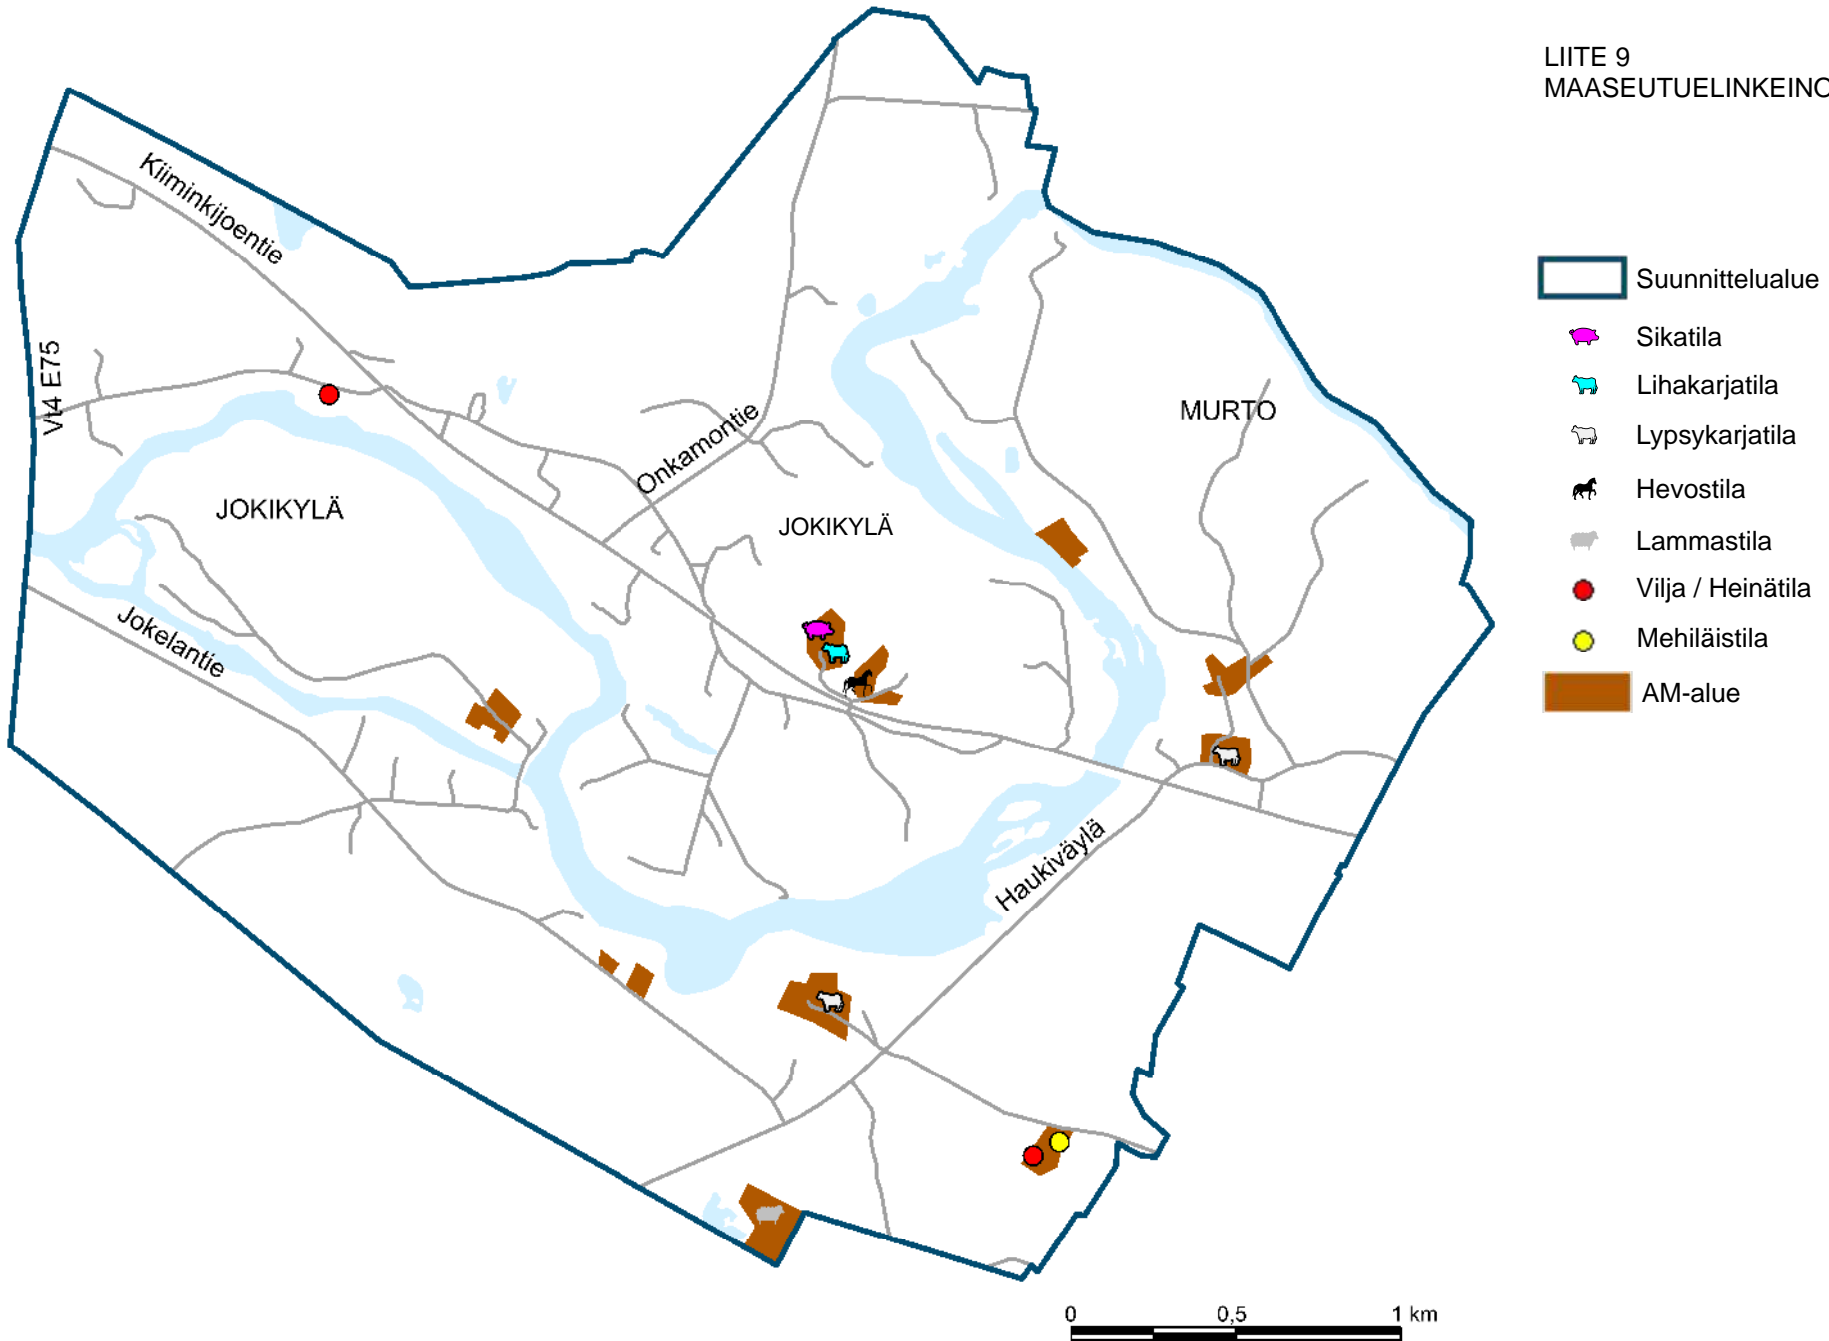 LIITE 9
MAASEUTUELINKEINO
Kiiminkijoentie
Vt4 E75
JOKIKYLÄ
Onkamontie
JOKIKYLÄ
MURTO
Jokelantie
Haukiväylä
Suunnittelualue
Sikatila
Lihakarjatila
Lypsykarjatila
Hevostila
Lammastila
Vilja / Heinätila
Mehiläistila
AM-alue
0 0,5 1 km